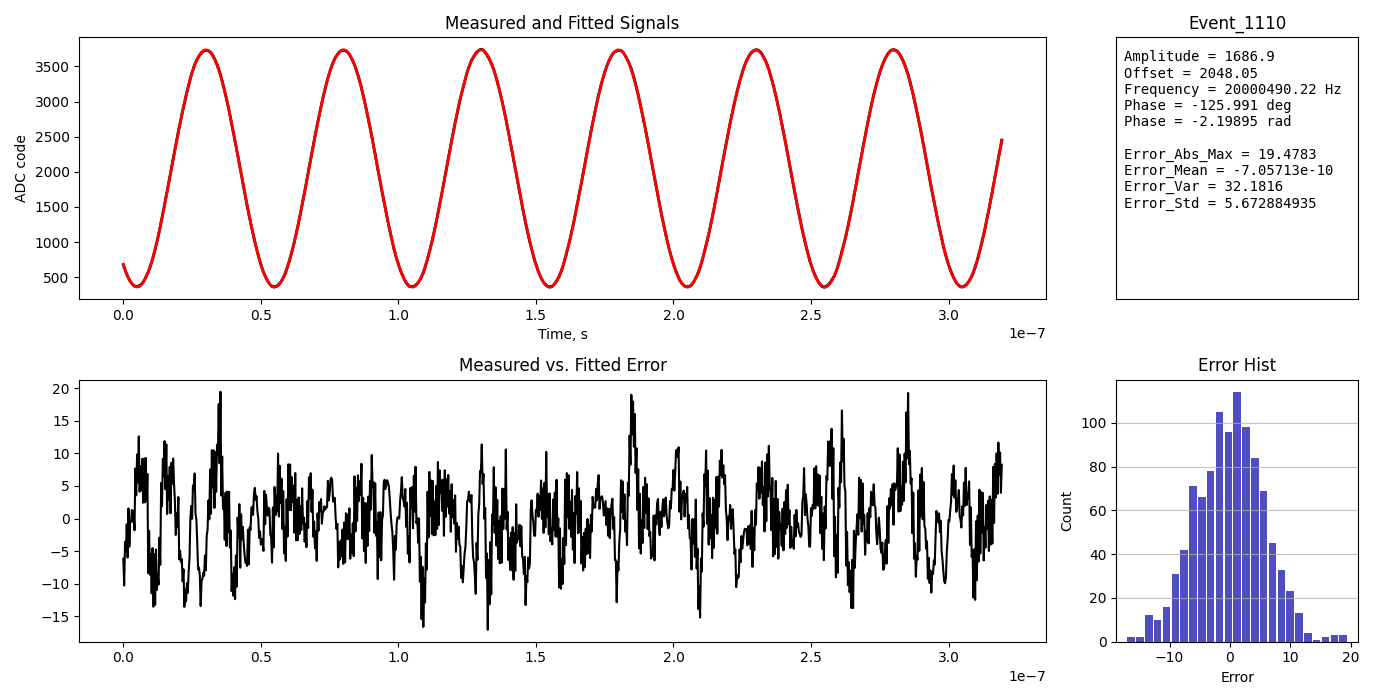 Measured and Fitted Signals
ADC code
3500
3000
2500
2000
1500
1000
500
0.0 0.5 1.0 1.5 2.0 2.5 3.0
1e−7
Time, s
Event_1110
Amplitude = 1686.9
Offset = 2048.05
Frequency = 20000490.22 Hz
Phase = -125.991 deg
Phase = -2.19895 rad
Error_Abs_Max = 19.4783
Error_Mean = -7.05713e-10
Error_Var = 32.1816
Error_Std = 5.672884935
Measured vs. Fitted Error
20
15
10
5
0
−5
−10
−15
0.0 0.5 1.0 1.5 2.0 2.5 3.0
1e−7
Error Hist
Count
100
80
60
40
20
0
−10 0 10 20
Error